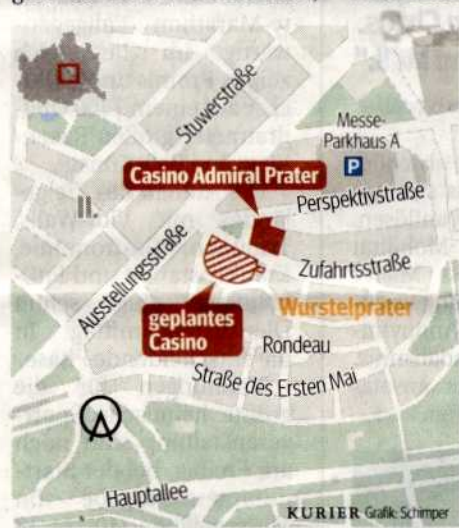 Stuwerstraße
Messe-
Parkhaus A
P
Casino Admiral Prater
Perspektivstraße
II.
Ausstellungsstraße
Zufahrtsstraße
Wurstelprater
geplantes
Casino
Rondeau
Straße des Ersten Mai
Hauptallee
KURIER Grafik: Schimper